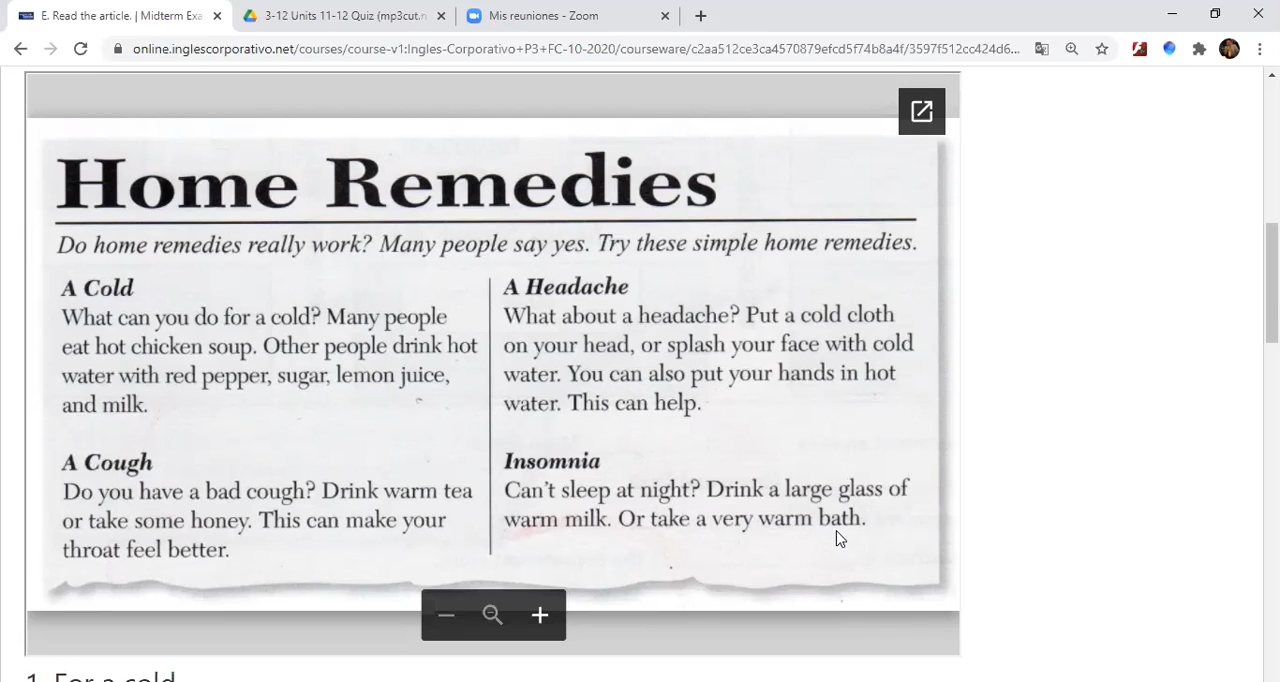 E. Read the article. | Midterm Exa
3-12 Units 11-12 Quiz (mp3cut.n
Mis reuniones - Zoom
online.inglescorporativo.net/courses/course-v1:Ingles-Corporativo+P3+FC-10-2020/courseware/c2aa512ce3ca4570879efcd5f74b8a4f/3597f512cc424d6...
Home Remedies
Do home remedies really work? Many people say yes. Try these simple home remedies.
A Cold
What can you do for a cold? Many people
eat hot chicken soup. Other people drink hot
water with red pepper, sugar, lemon juice,
and milk.
A Cough
Do you have a bad cough? Drink warm tea
or take some honey. This can make your
throat feel better.
A Headache
What about a headache? Put a cold cloth
on your head, or splash your face with cold
water. You can also put your hands in hot
water. This can help.
Insomnia
Can't sleep at night? Drink a large glass of
warm milk. Or take a very warm bath.
1. For a cold